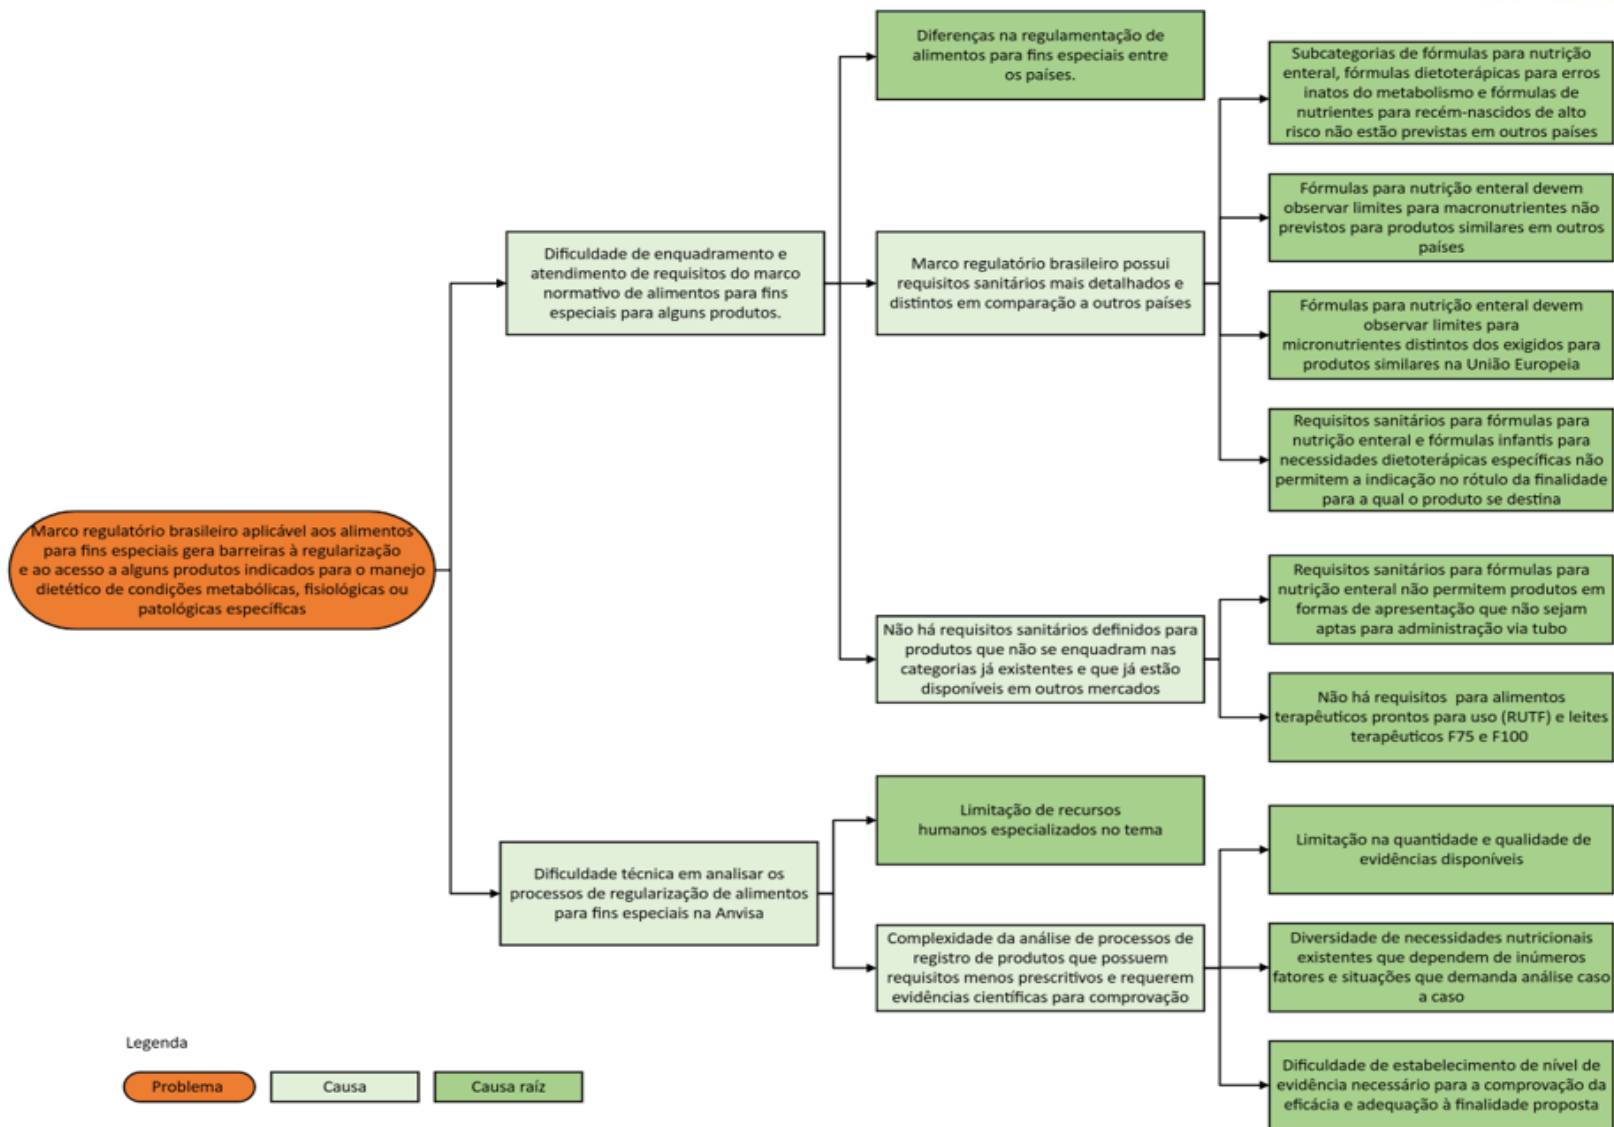 Diferenças na regulamentação de
alimentos para fins especiais entre
os países.
Subcategorias de fórmulas para nutrição
enteral, fórmulas dietoterápicas para erros
inatos do metabolismo e fórmulas de
nutrientes para recém-nascidos de alto
risco não estão previstas em outros países
Fórmulas para nutrição enteral devem
observar limites para macronutrientes não
previstos para produtos similares em outros
países
Dificuldade de enquadramento e
atendimento de requisitos do marco
normativo de alimentos para fins
especiais para alguns produtos.
Marco regulatório brasileiro possui
requisitos sanitários mais detalhados e
distintos em comparação a outros países
Fórmulas para nutrição enteral devem
observar limites para
micronutrientes distintos dos exigidos para
produtos similares na União Europeia
Requisitos sanitários para fórmulas para
nutrição enteral e fórmulas infantis para
necessidades dietoterápicas específicas não
permitem a indicação no rótulo da finalidade
para a qual o produto se destina
Marco regulatório brasileiro aplicável aos alimentos
para fins especiais gera barreiras à regularização
e ao acesso a alguns produtos indicados para o manejo
dietético de condições metabólicas, fisiológicas ou
patológicas específicas
Requisitos sanitários para fórmulas para
nutrição enteral não permitem produtos em
formas de apresentação que não sejam
aptas para administração via tubo
Não há requisitos sanitários definidos para
produtos que não se enquadram nas
categorias já existentes e que já estão
disponíveis em outros mercados
Não há requisitos para alimentos
terapêuticos prontos para uso (RUTF) e leites
terapêuticos F75 e F100
Limitação de recursos
humanos especializados no tema
Limitação na quantidade e qualidade de
evidências disponíveis
Dificuldade técnica em analisar os
processos de regularização de alimentos
para fins especiais na Anvisa
Complexidade da análise de processos de
registro de produtos que possuem
requisitos menos prescritivos e requerem
evidências científicas para comprovação
Diversidade de necessidades nutricionais
existentes que dependem de inúmeros
fatores e situações que demanda análise caso
a caso
Dificuldade de estabelecimento de nível de
evidência necessário para a comprovação da
eficácia e adequação à finalidade proposta
Legenda
Problema
Causa
Causa raíz